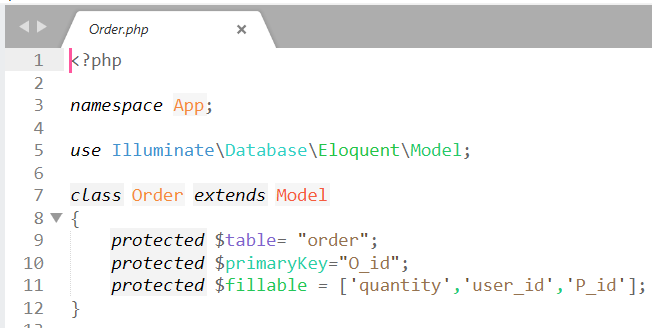 Order.php ×
1 <?php
2
3 namespace App;
4
5 use Illuminate\Database\Eloquent\Model;
6
7 class Order extends Model
8 {
9 protected $table= "order";
10 protected $primaryKey="O_id";
11 protected $fillable = ['quantity','user_id','P_id'];
12 }